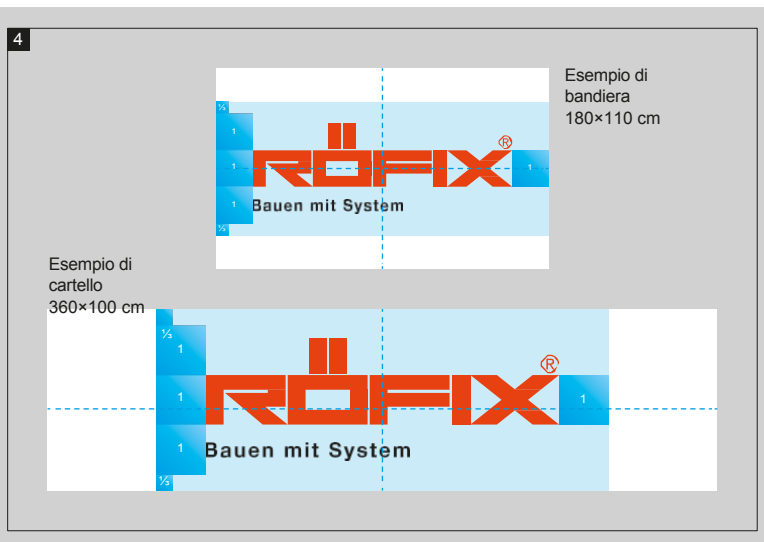 4
Esempio di
bandiera
180×110 cm
⅓
1
RÖFIX®
1
1
1
Bauen mit System
⅓
Esempio di
cartello
360×100 cm
⅓
1
RÖFIX®
1
1
1
Bauen mit System
⅓